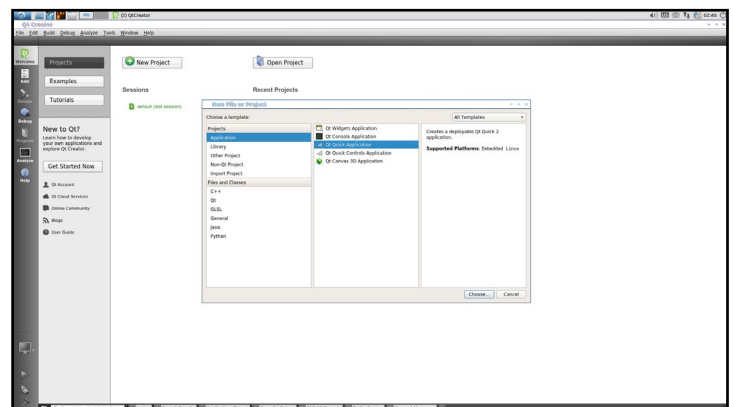 (2) QtCreator
02:46
Qt Creator
File Edit Build Debug Analyze Tools Window Help
Welcome
Edit
Design
Debug
Projects
Analyze
Help
Projects
Examples
Tutorials
New to Qt?
Learn how to develop
your own applications and
explore Qt Creator.
Get Started Now
Qt Account
Qt Cloud Services
Online Community
Blogs
User Guide
New Project
Open Project
Sessions
Recent Projects
default (last session)
New File or Project
Choose a template:
All Templates
Projects
Application
Library
Other Project
Non-Qt Project
Import Project
Files and Classes
C++
Qt
GLSL
General
Java
Python
Qt Widgets Application
Qt Console Application
Qt Quick Application
Qt Quick Controls Application
Qt Canvas 3D Application
Creates a deployable Qt Quick 2
application.
Supported Platforms: Embedded Linux
Choose...
Cancel